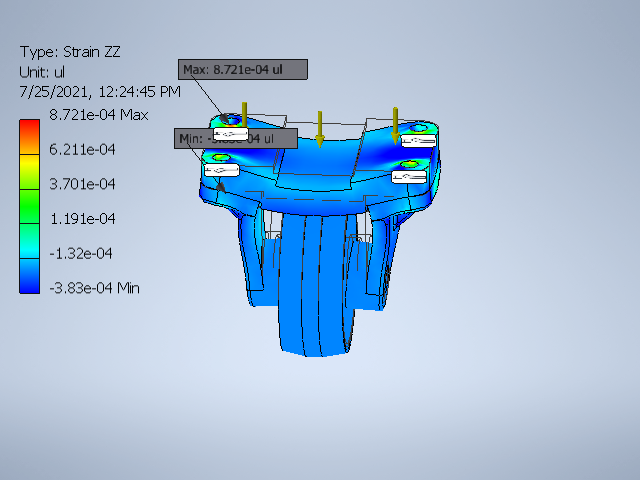 Type: Strain ZZ
Unit: ul
7/25/2021, 12:24:45 PM
Max: 8.721e-04 ul
8.721e-04 Max
Min: 04 ul
6.211e-04
3.701e-04
1.191e-04
-1.32e-04
-3.83e-04 Min